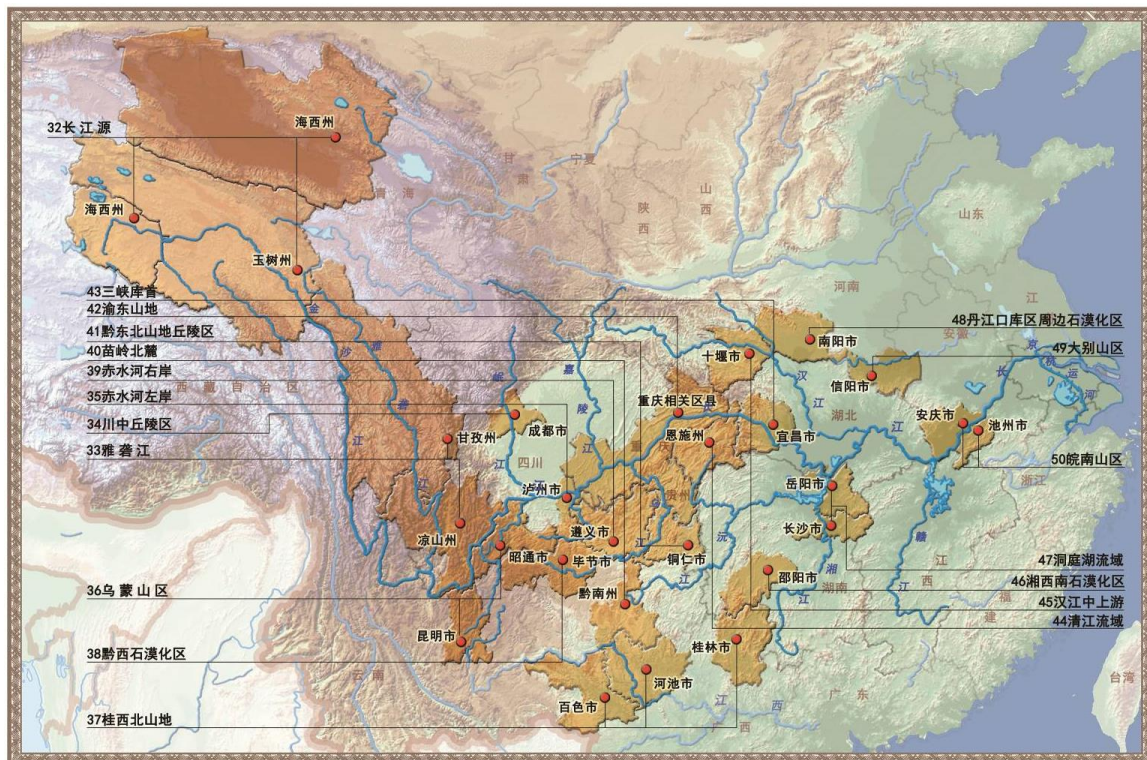 海西州
32长江源
海西州
玉树州
甘肃
宁夏
青海
陕西
山西
山东
河南
江
安徽
43三峡库首
42渝东山地
41黔东北山地丘陵区
40苗岭北麓
39赤水河右岸
35赤水河左岸
34川中丘陵区
33雅砻江
48丹江口库区周边石漠化区
49大别山区
50皖南山区
金
沙
江
雅
砻
江
岷
江
嘉
陵
江
汉
江
长
江
京
杭
运
河
西藏自治区
南阳市
十堰市
信阳市
重庆相关区县
恩施州
宜昌市
湖北
安庆市
池州市
甘孜州
成都市
四川
泸州市
贵州
浙江
岳阳市
长沙市
凉山州
昭通市
遵义市
毕节市
铜仁市
沅
江
湘
江
赣
江
江西
福建
邵阳市
湖南
黔南州
47洞庭湖流域
46湘西南石漠化区
45汉江中上游
44清江流域
36乌蒙山区
昆明市
38黔西石漠化区
云南
桂林市
河池市
百色市
37桂西北山地
广西
广东
西
江
台湾